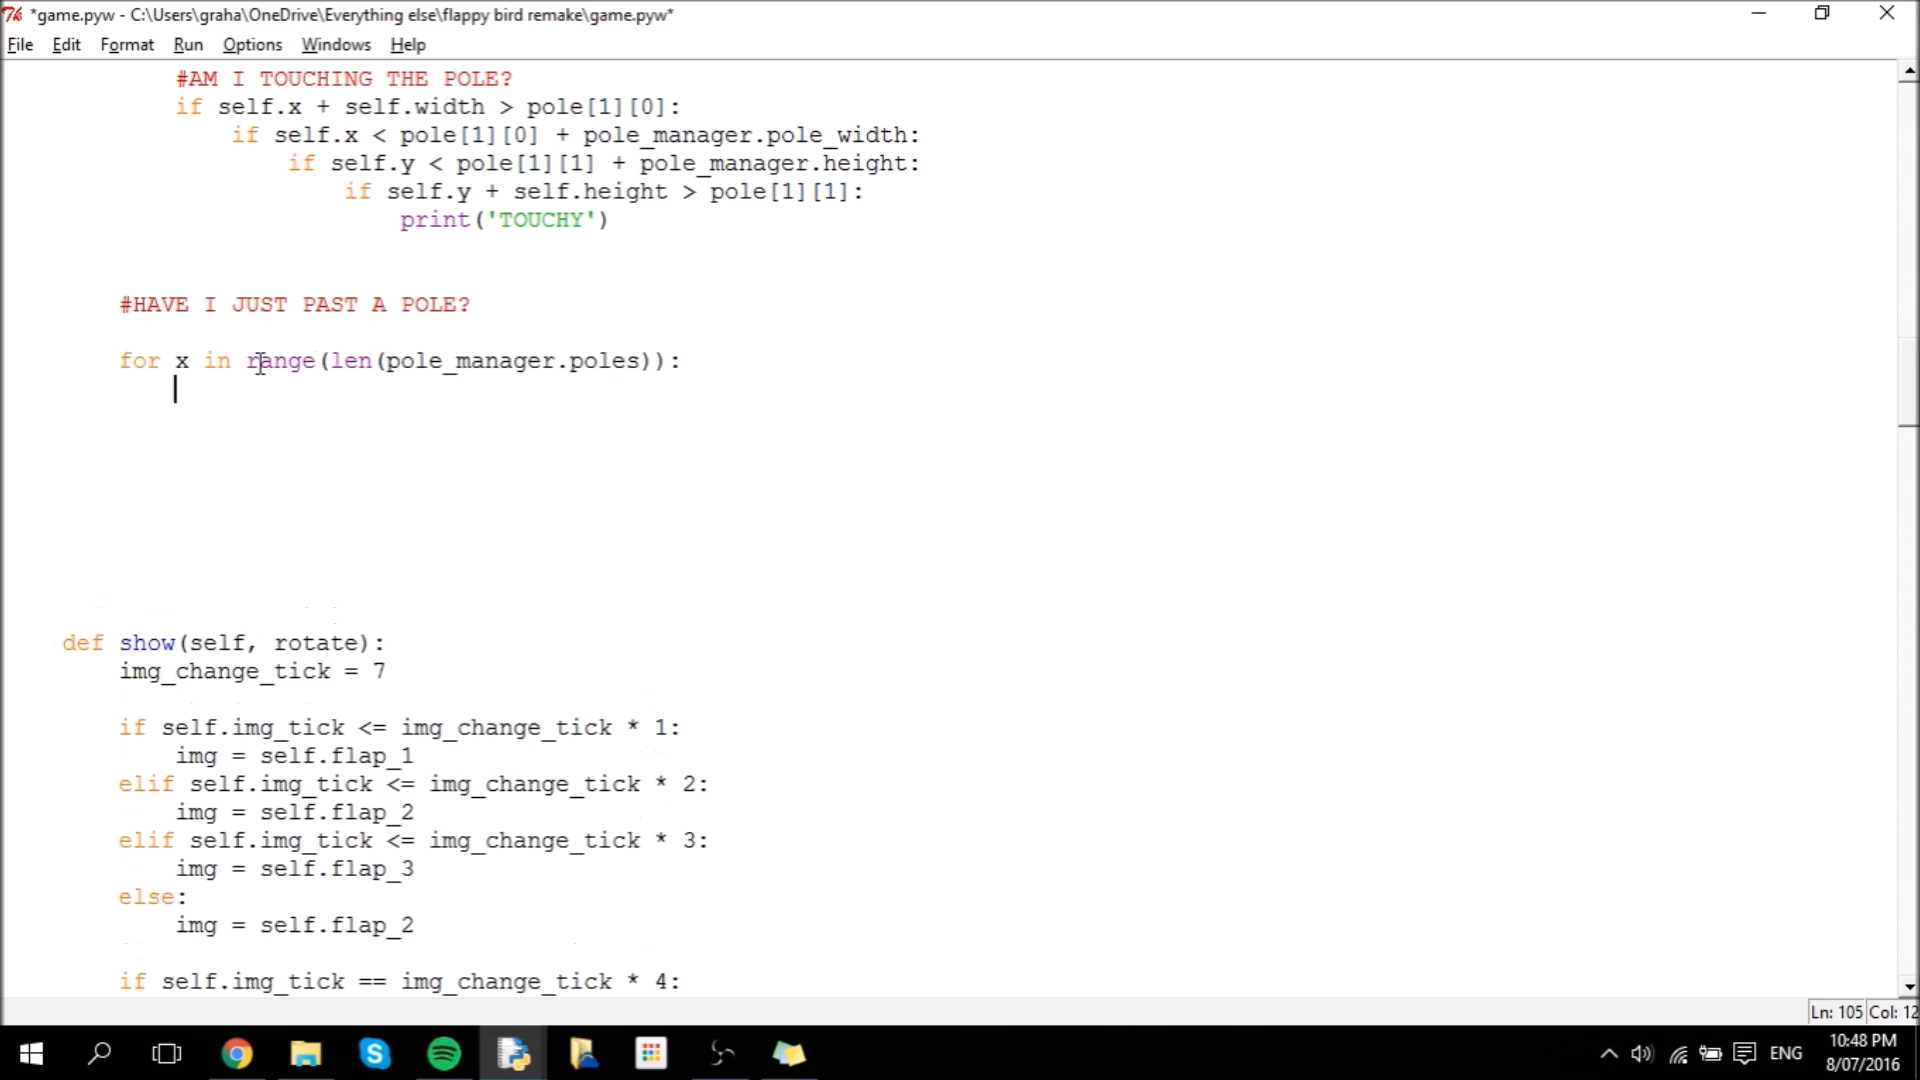 *game.pyw - C:\Users\graha\OneDrive\Everything else\flappy bird remake\game.pyw*
File Edit Format Run Options Windows Help
#AM I TOUCHING THE POLE?
if self.x + self.width > pole[1][0]:
if self.x < pole[1][0] + pole_manager.pole_width:
if self.y < pole[1][1] + pole_manager.height:
if self.y + self.height > pole[1][1]:
print('TOUCHY')
#HAVE I JUST PAST A POLE?
for x in range(len(pole_manager.poles)):
def show(self, rotate):
img_change_tick = 7
if self.img_tick <= img_change_tick * 1:
img = self.flap_1
elif self.img_tick <= img_change_tick * 2:
img = self.flap_2
elif self.img_tick <= img_change_tick * 3:
img = self.flap_3
else:
img = self.flap_2
if self.img_tick == img_change_tick * 4:
Ln: 105 Col: 12
ENG
10:48 PM
8/07/2016